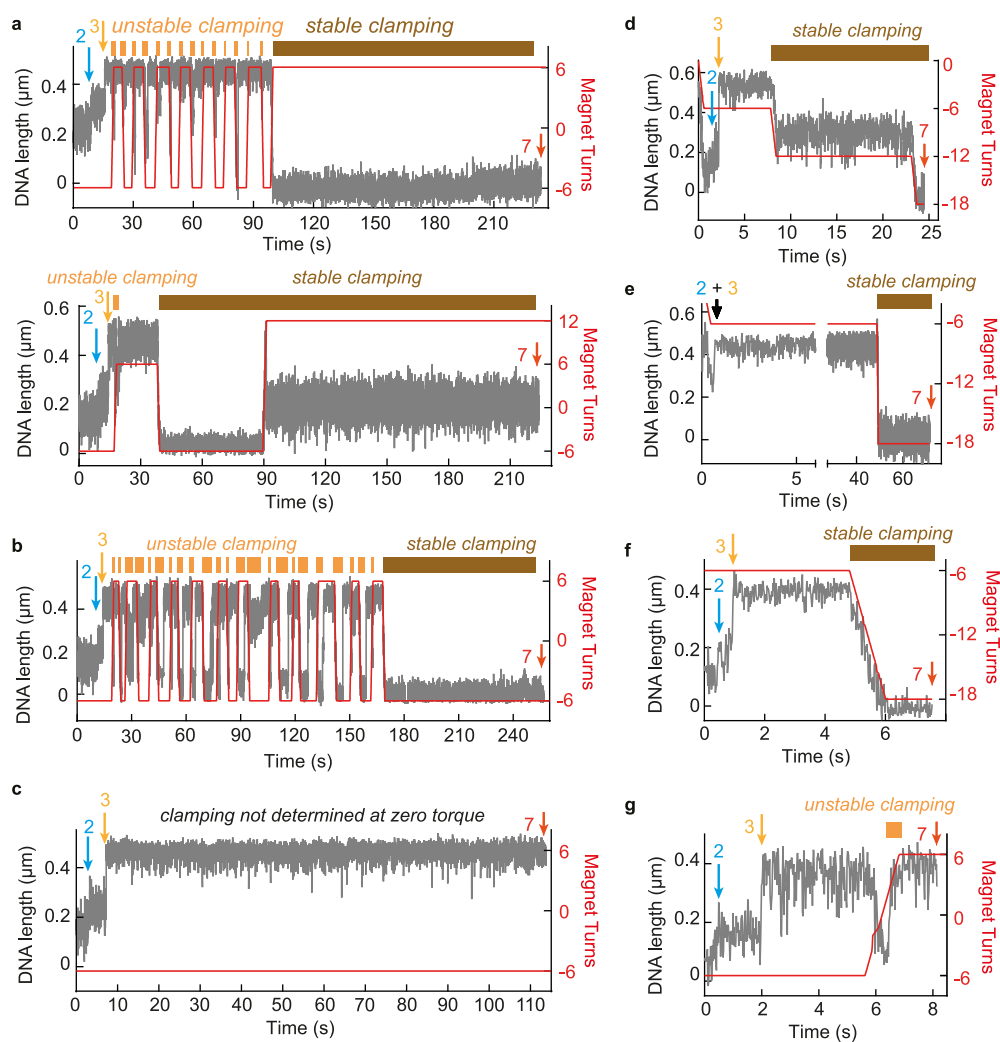 a
unstable clamping stable clamping
3
2
0.4
0.2
0
DNA length (μm)
6
0
-6
Magnet Turns
7
0 30 60 90 120 150 180 210
Time (s)
unstable clamping stable clamping
3
2
0.6
0.4
0.2
0
DNA length (μm)
12
6
0
-6
Magnet Turns
7
0 30 60 90 120 150 180 210
Time (s)
b
unstable clamping stable clamping
3
2
0.4
0.2
0
DNA length (μm)
6
0
-6
Magnet Turns
7
0 30 60 90 120 150 180 210 240
Time (s)
c
clamping not determined at zero torque
3
2
0.4
0.2
0
DNA length (μm)
6
0
-6
Magnet Turns
7
0 10 20 30 40 50 60 70 80 90 100 110
Time (s)
d
stable clamping
3
2
0.6
0.4
0.2
0
DNA length (μm)
0
-6
-12
-18
Magnet Turns
7
0 5 10 15 20 25
Time (s)
e
stable clamping
2 + 3
0.6
0.4
0.2
0
DNA length (μm)
-6
-12
-18
Magnet Turns
7
0 5 40 60
Time (s)
f
stable clamping
3
2
0.4
0.2
0
DNA length (μm)
-6
-12
-18
Magnet Turns
7
0 2 4 6
Time (s)
g
unstable clamping
3
2
0.4
0.2
0
DNA length (μm)
6
0
-6
Magnet Turns
7
0 2 4 6 8
Time (s)